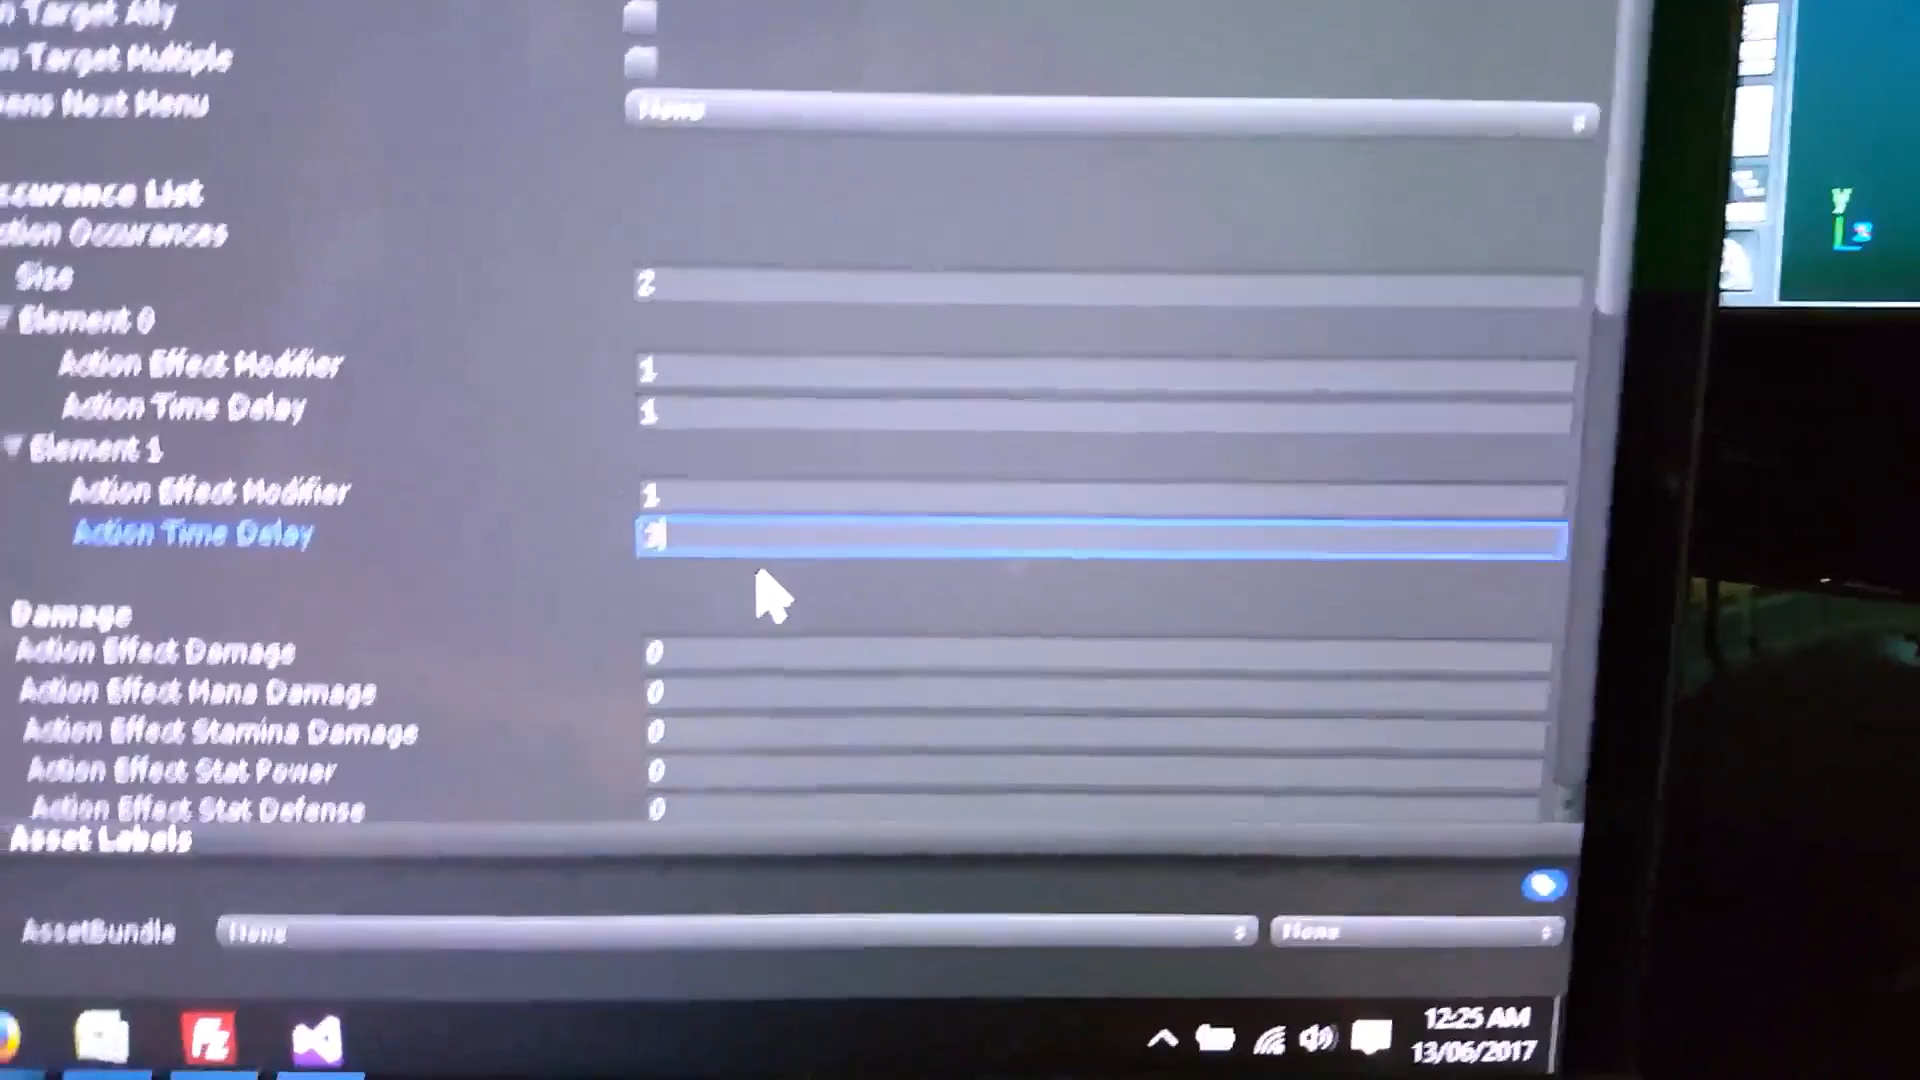 n Target Ally
n Target Multiple
ens Next Menu
None
ccurance List
ction Occurances
Size
2
Element 0
Action Effect Modifier
1
Action Time Delay
1
Element 1
Action Effect Modifier
1
Action Time Delay
Damage
Action Effect Damage
0
Action Effect Mana Damage
0
Action Effect Stamina Damage
0
Action Effect Stat Power
0
Action Effect Stat Defense
0
Asset Labels
AssetBundle
None
None
12:25 AM
13/06/2017
Fz
y
z